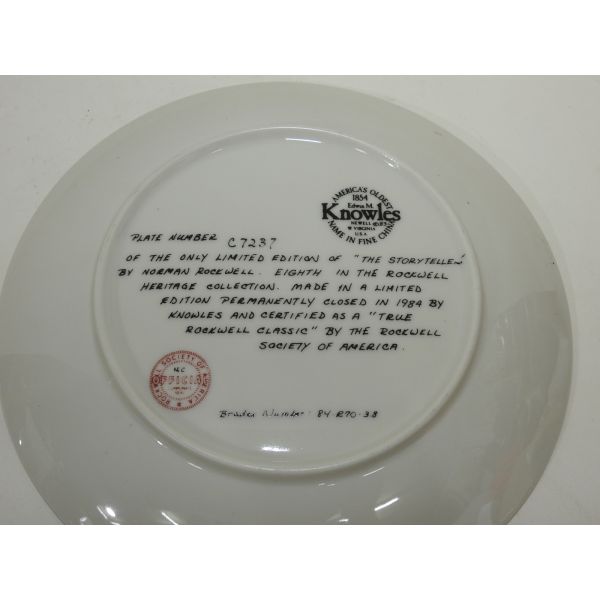 AMERICA'S OLDEST
1854
Edwin M.
Knowles
NEWELL
W VIRGINIA
U.S.A
NAME IN FINE CHINA
PLATE NUMBER C7237
OF THE ONLY LIMITED EDITION OF "THE STORYTELLER"
BY NORMAN ROCKWELL. EIGHTH IN THE ROCKWELL
HERITAGE COLLECTION. MADE IN A LIMITED
EDITION PERMANENTLY CLOSED IN 1984 BY
KNOWLES AND CERTIFIED AS A "TRUE
ROCKWELL CLASSIC" BY THE ROCKWELL
SOCIETY OF AMERICA.
SOCIETY OF
Number: 84-R70-3.8